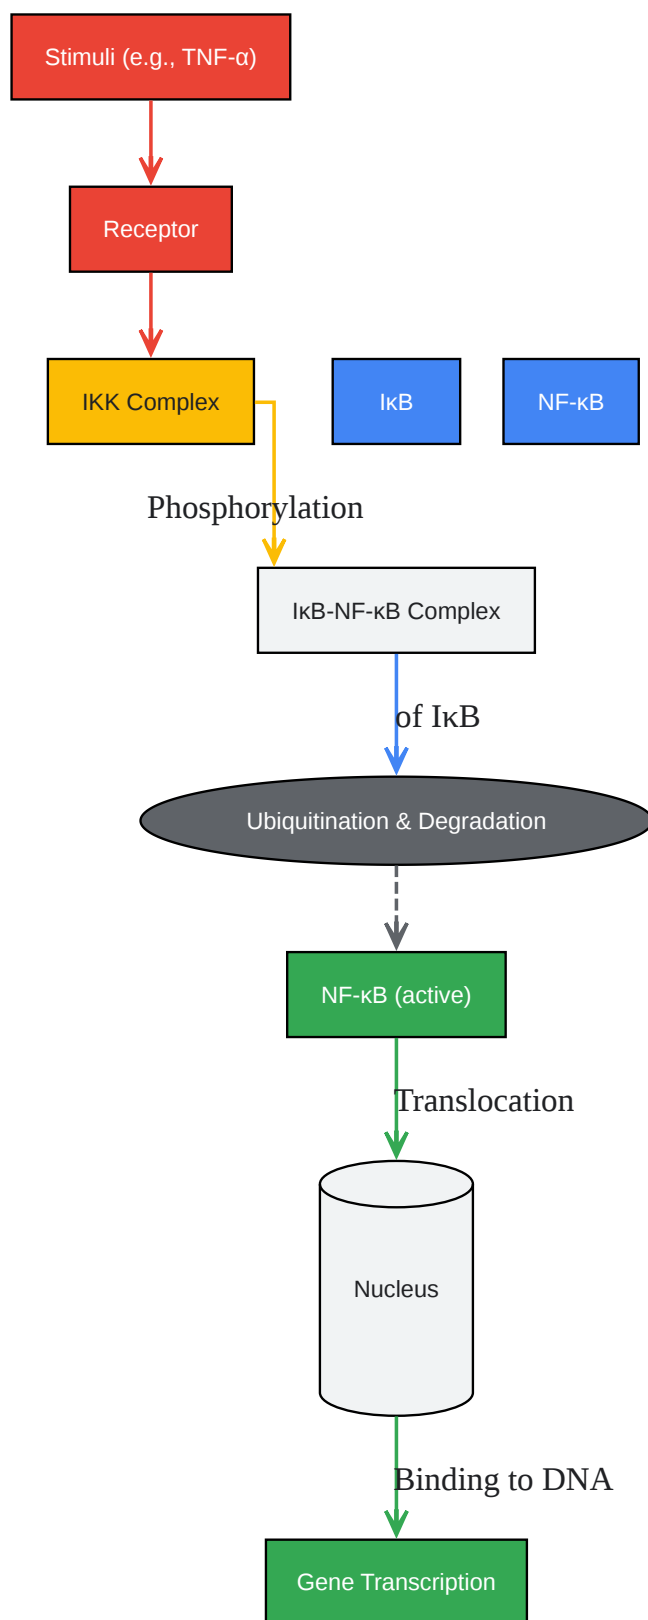 Stimuli (e.g., TNF-α)
Receptor
IKK Complex
IκB
NF-κB
Phosphorylation
IκB-NF-κB Complex
of IκB
Ubiquitination & Degradation
NF-κB (active)
Translocation
Nucleus
Binding to DNA
Gene Transcription